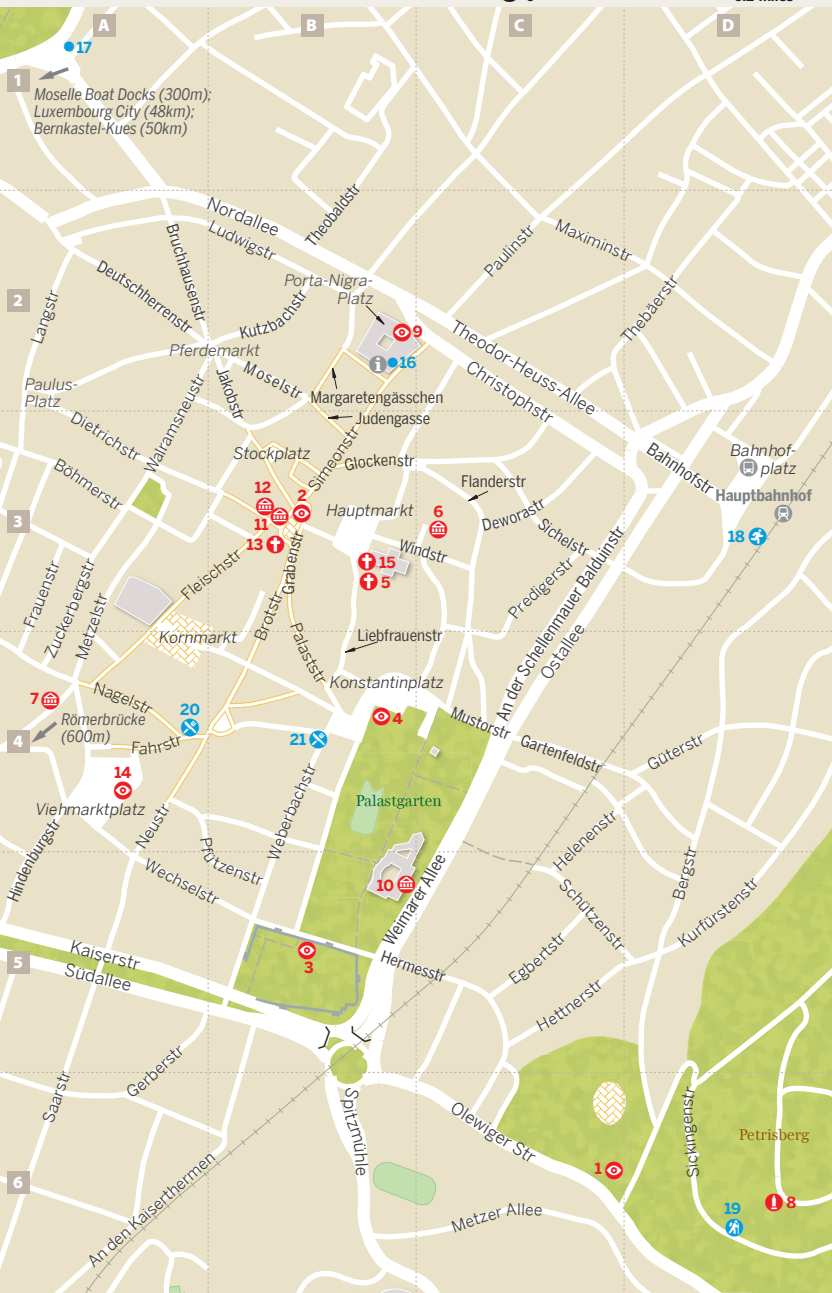 A
B
C
D
17
1
Moselle Boat Docks (300m);
Luxembourg City (48km);
Bernkastel-Kues (50km)
Nordallee
Ludwigstr
Theobaldstr
Bruchhausenstr
Paulinstr
Maximinstr
Deutschherrenstr
Porta-Nigra-
Platz
2
Langstr
Kutzbachstr
Thebäerstr
9
Pferdemarkt
i
16
Theodor-Heuss-Allee
Christophstr
Moselstr
Jakobstr
Paulus-
Platz
Walramsneustr
Margaretengässchen
Judengasse
Dietrichstr
Stockplatz
Simeonstr
Glockenstr
Bahnhofstr
Bahnhof-
platz
Böhmerstr
Flanderstr
Hauptbahnhof
12
2
Hauptmarkt
6
3
11
Deworastr
Sichelstr
18
13
Grabenstr
Windstr
15
5
Fleischstr
Frauenstr
Zuckerbergstr
Metzelstr
Predigerstr
An der Schellenmauer
Balduinstr
Ostallee
Brotstr
Kornmarkt
Palaststr
Liebfrauenstr
Konstantinplatz
7
Nagelstr
20
Römerbrücke
(600m)
4
4
Mustorstr
21
Fahrstr
Gartenfeldstr
Güterstr
14
Viehmarktplatz
Palastgarten
Neustr
Weberbachstr
Hindenburgstr
Pfützenstr
Helenenstr
Wechselstr
Bergstr
10
Weimarer Allee
Schützenstr
Kurfürstenstr
Kaiserstr
Südallee
5
3
Hermesstr
Egbertstr
Hettnerstr
Saarstr
Gerberstr
Spitzmühle
Olewiger Str
Sickingenstr
Petrisberg
6
1
8
19
An den Kaiserthermen
Metzer Allee